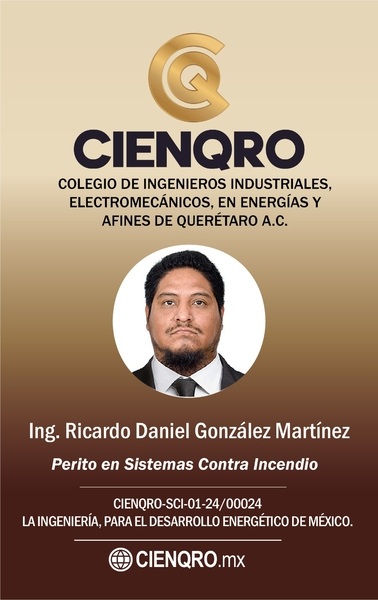 CIENQRO
COLEGIO DE INGENIEROS INDUSTRIALES,
ELECTROMECÁNICOS, EN ENERGÍAS Y
AFINES DE QUERÉTARO A.C.
Ing. Ricardo Daniel González Martínez
Perito en Sistemas Contra Incendio
CIENQRO-SCI-01-24/00024
LA INGENIERÍA, PARA EL DESARROLLO ENERGÉTICO DE MÉXICO.
CIENQRO.mx